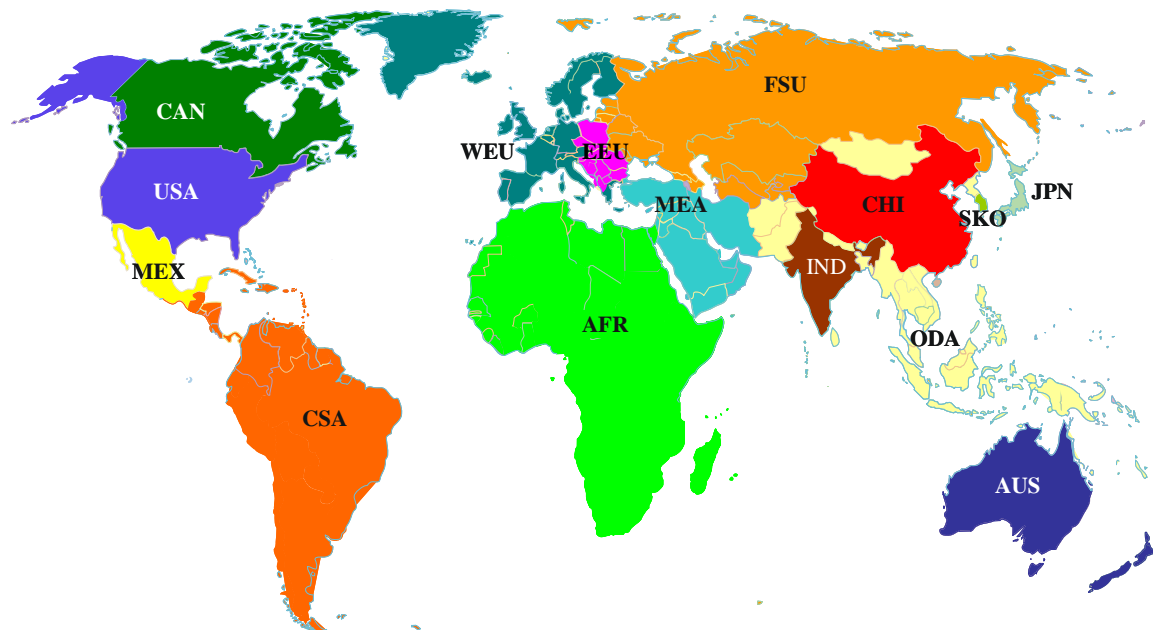 FSU
CAN
WEU
EEU
USA
MEA
CHI
JPN
SKO
MEX
IND
AFR
ODA
CSA
AUS